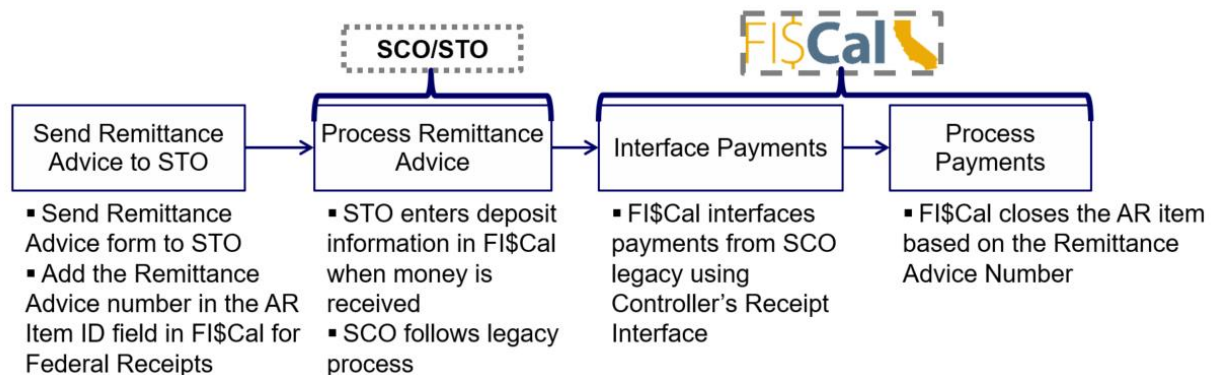 SCO/STO
FI$Cal
Send Remittance
Advice to STO
Process Remittance
Advice
Interface Payments
Process
Payments
▪ Send Remittance
Advice form to STO
▪ Add the Remittance
Advice number in the AR
Item ID field in FI$Cal for
Federal Receipts
▪ STO enters deposit
information in FI$Cal
when money is
received
▪ SCO follows legacy
process
▪ FI$Cal interfaces
payments from SCO
legacy using
Controller’s Receipt
Interface
▪ FI$Cal closes the AR item
based on the Remittance
Advice Number